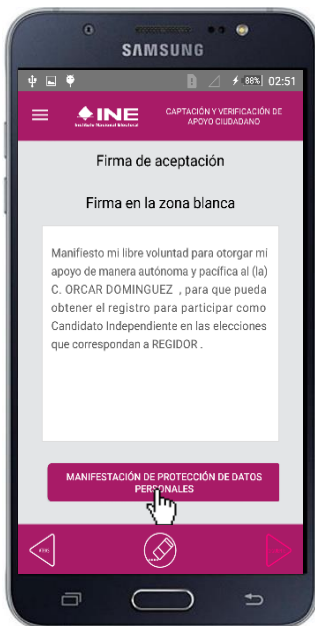 SAMSUNG
88% 02:51
INE
Instituto Nacional Electoral
CAPTACIÓN Y VERIFICACIÓN DE
APOYO CIUDADANO
Firma de aceptación
Firma en la zona blanca
Manifiesto mi libre voluntad para otorgar mi
apoyo de manera autónoma y pacífica al (la)
C. ORCAR DOMINGUEZ , para que pueda
obtener el registro para participar como
Candidato Independiente en las elecciones
que correspondan a REGIDOR .
MANIFESTACIÓN DE PROTECCIÓN DE DATOS
PERSONALES